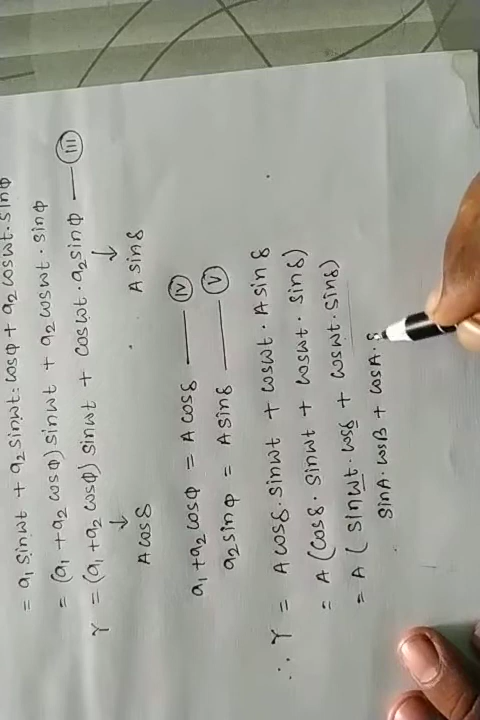 = a₁ sinωt + a₂ sinωt·cosφ + a₂ cosωt·sinφ
= (a₁ + a₂ cosφ) sinωt + a₂ cosωt·sinφ
Y = (a₁ + a₂ cosφ) sinωt + cosωt·a₂ sinφ — (iii)
↓ ↓
A cosδ A sinδ
a₁ + a₂ cosφ = A cosδ — (iv)
a₂ sinφ = A sinδ — (v)
∴ Y = A cosδ·sinωt + cosωt·A sinδ
= A (cosδ·sinωt + cosωt·sinδ)
= A (sinωt·cosδ + cosωt·sinδ)
sinA·cosB + cosA·s